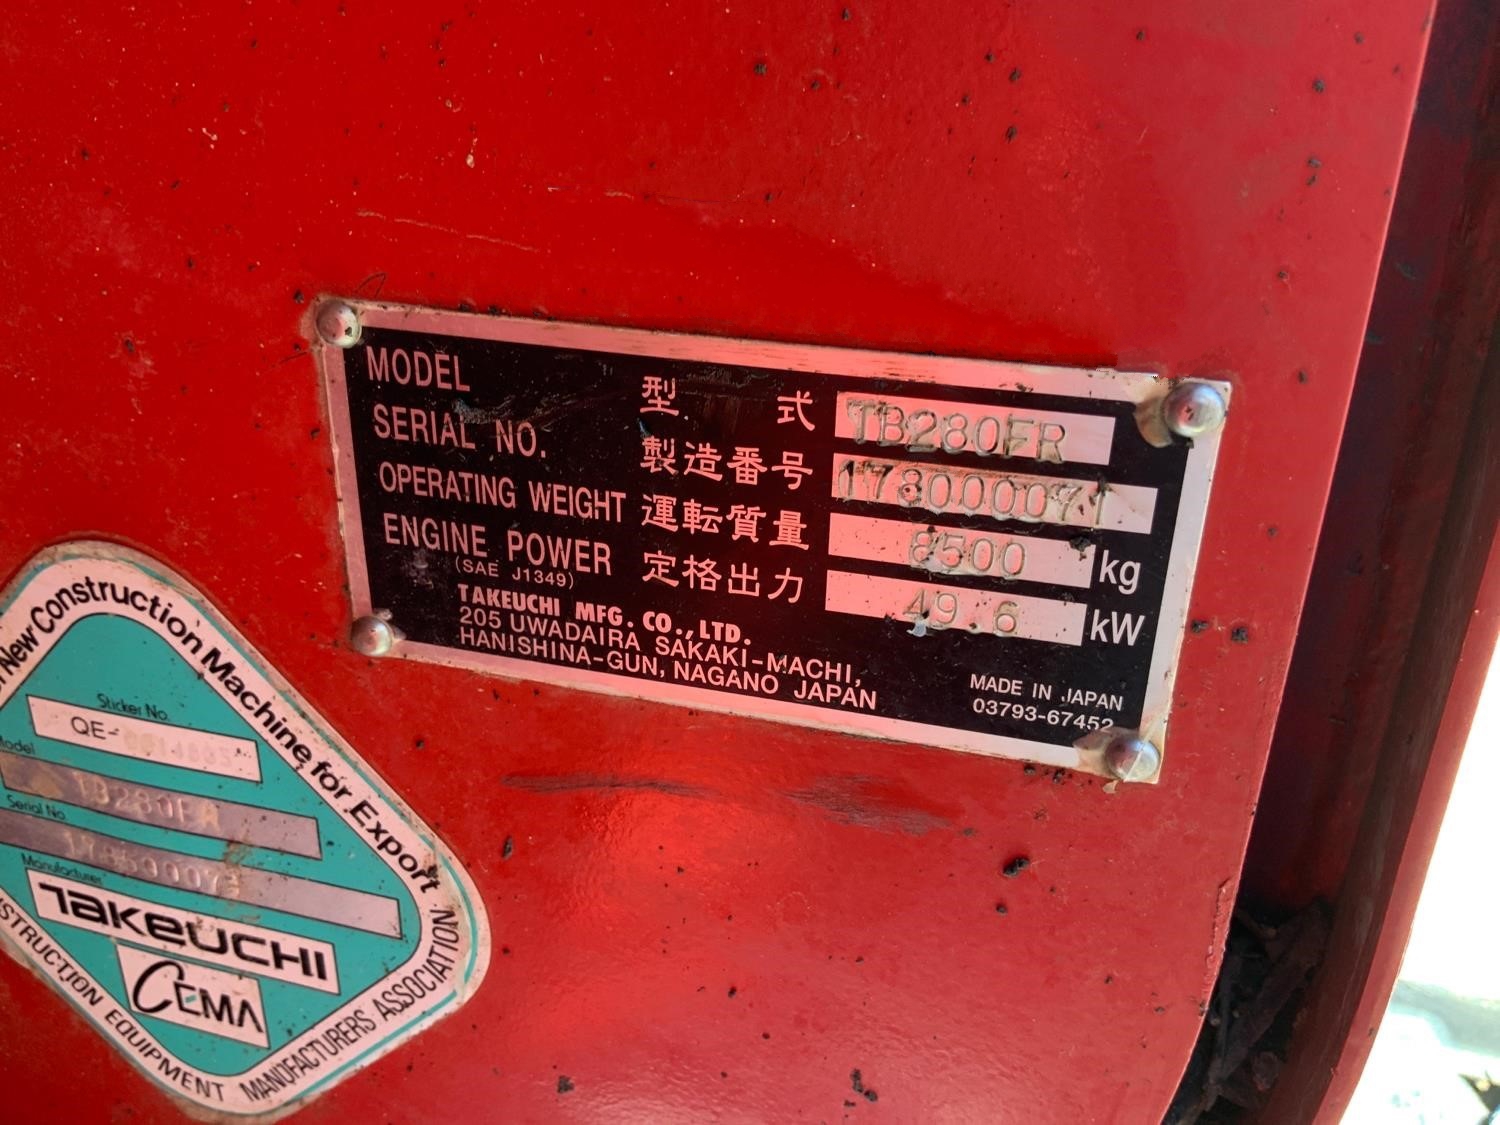 MODEL 型 式 TB280FR
SERIAL NO. 製造番号 178000071
OPERATING WEIGHT 運転質量 8500 kg
ENGINE POWER 定格出力 49.6 kW
(SAE J1349)
TAKEUCHI MFG. CO.,LTD.
205 UWADAIRA SAKAKI-MACHI,
HANISHINA-GUN, NAGANO JAPAN
MADE IN JAPAN
03793-67452
New Construction Machine for Export
Sticker No.
QE-
Model
TB280FR
Serial No.
Manufacturer
TAKEUCHI
CEMA
CONSTRUCTION EQUIPMENT MANUFACTURERS ASSOCIATION